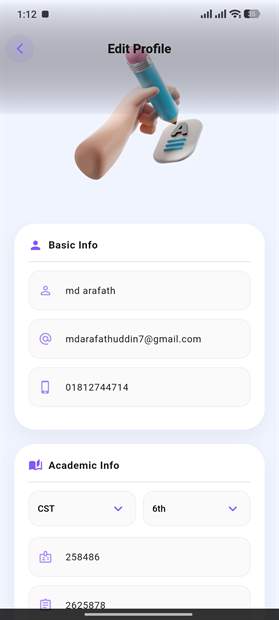 1:12
Edit Profile
A
Basic Info
md arafath
mdarafathuddin7@gmail.com
01812744714
Academic Info
CST 6th
258486
2625878